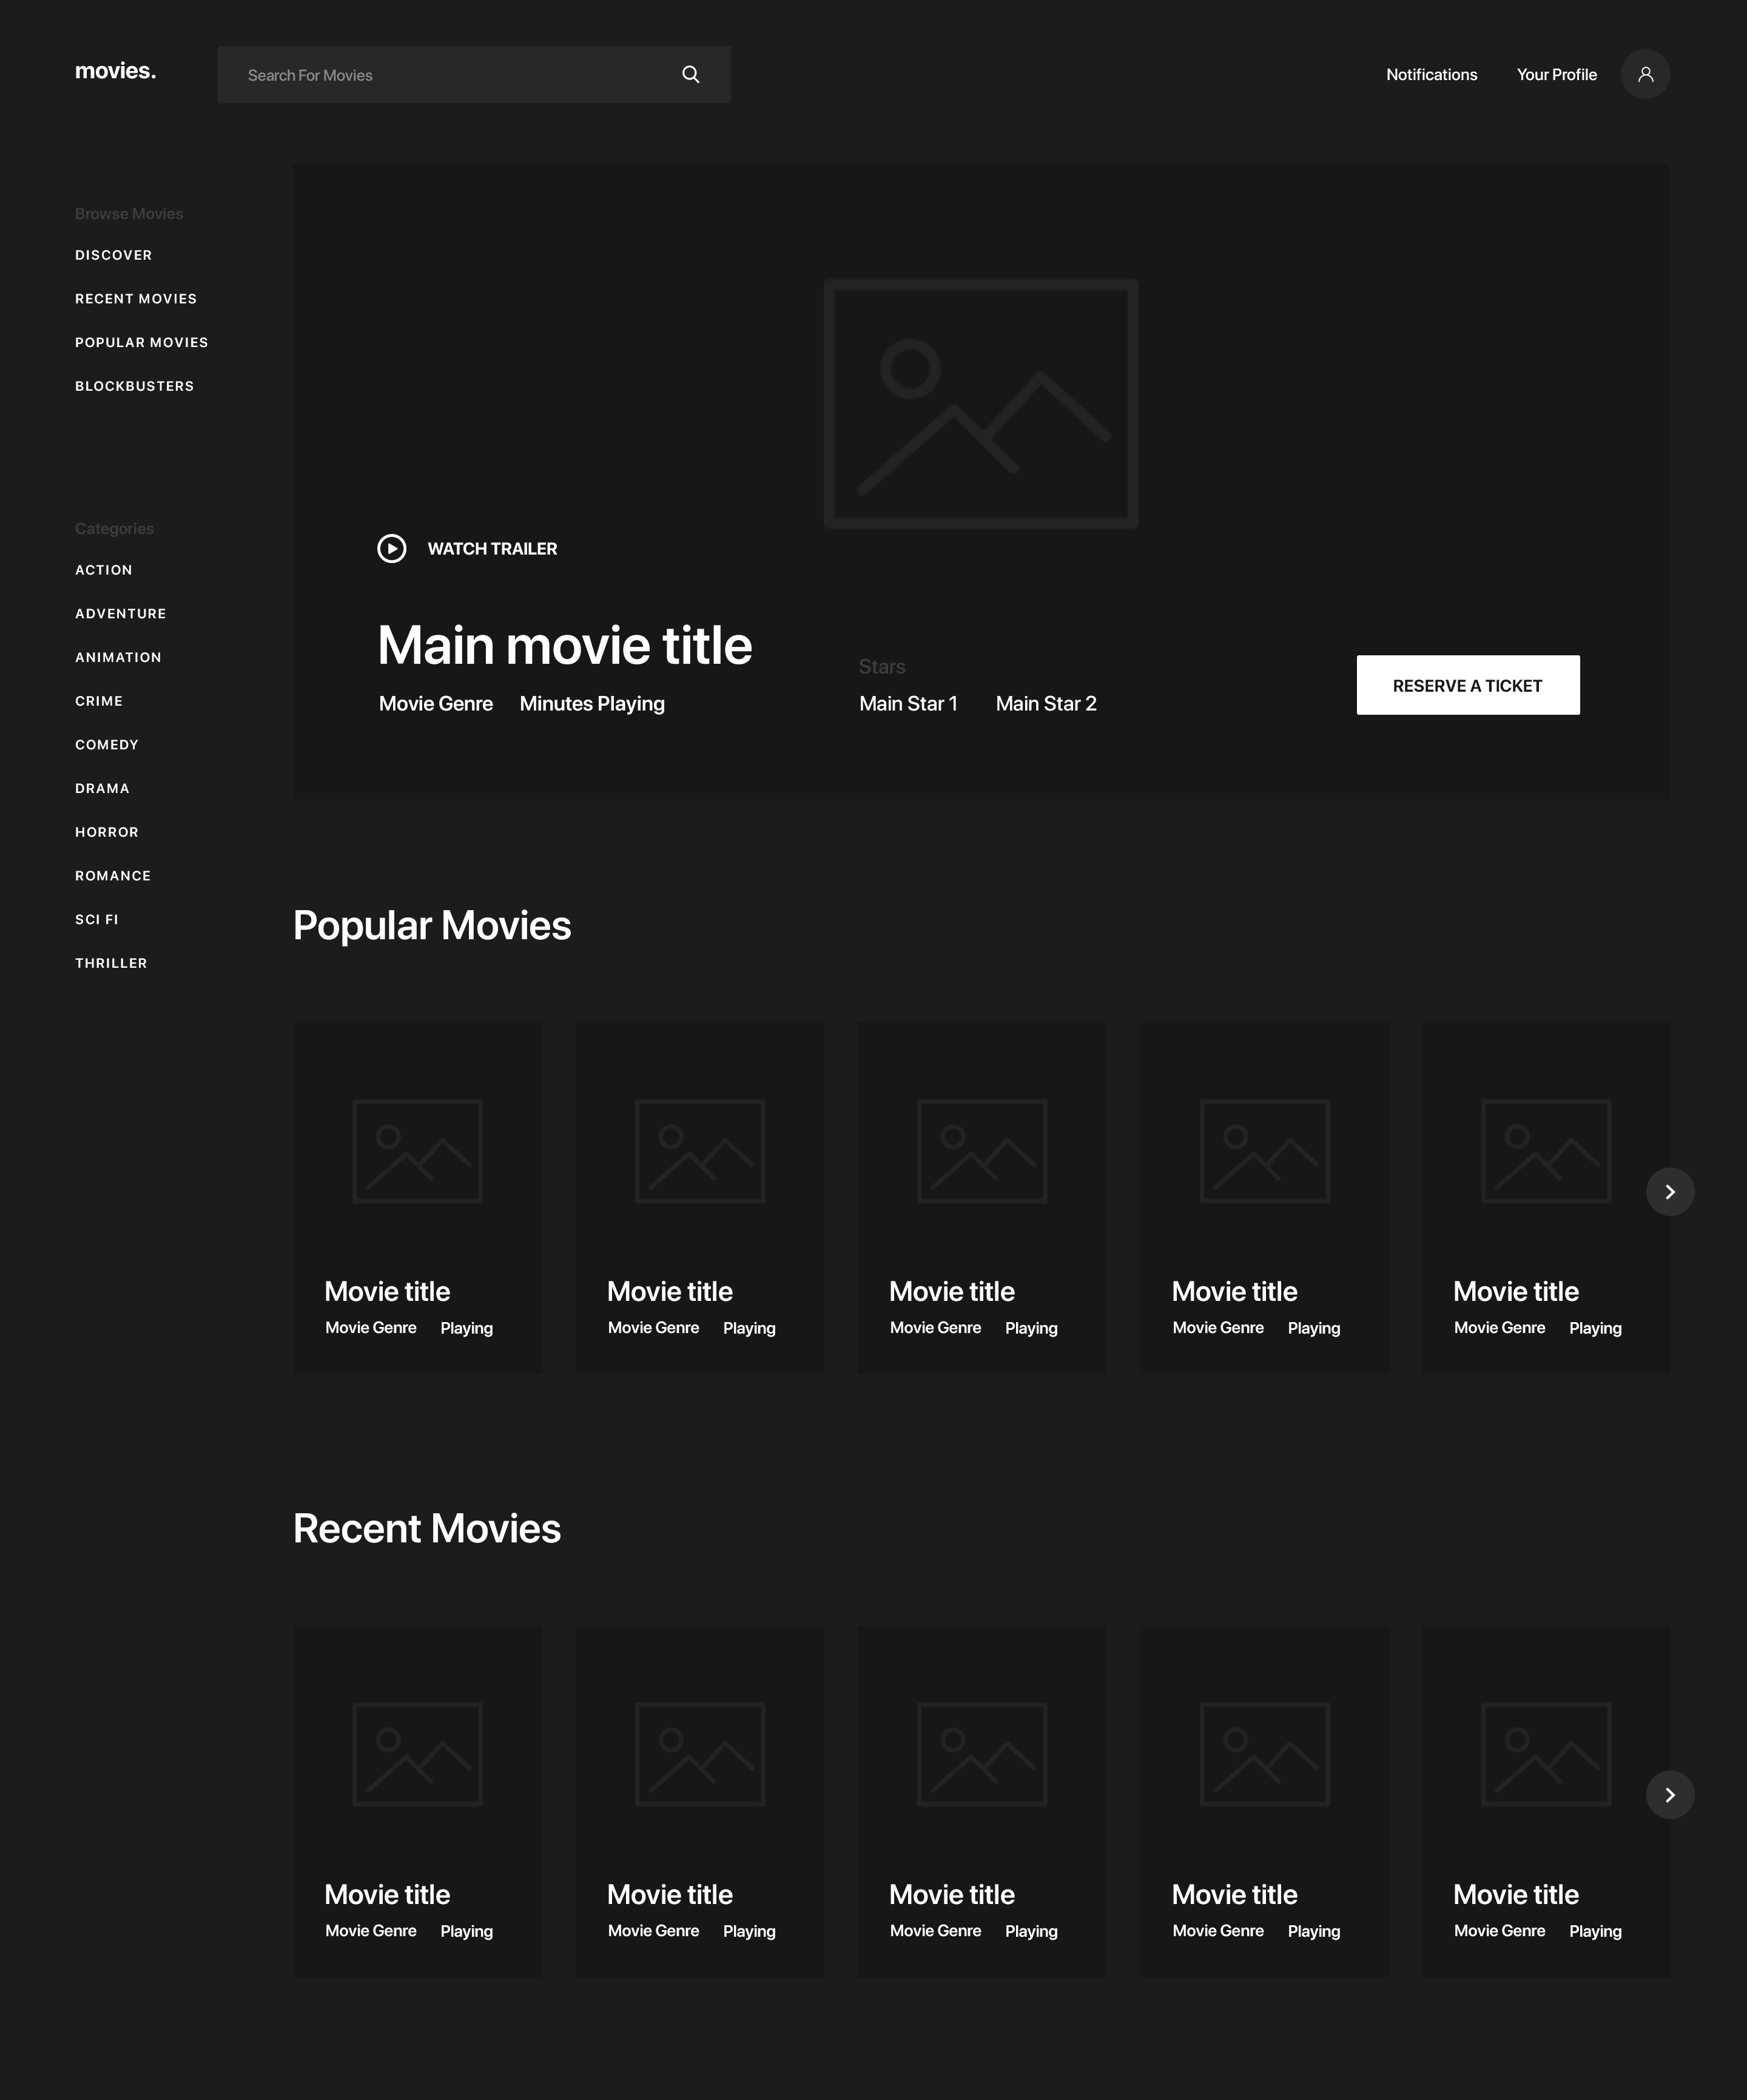 movies.
Search For Movies
Notifications
Your Profile
Browse Movies
DISCOVER
RECENT MOVIES
POPULAR MOVIES
BLOCKBUSTERS
Categories
ACTION
ADVENTURE
ANIMATION
CRIME
COMEDY
DRAMA
HORROR
ROMANCE
SCI FI
THRILLER
WATCH TRAILER
Main movie title
Movie Genre Minutes Playing
Stars
Main Star 1 Main Star 2
RESERVE A TICKET
Popular Movies
Movie title
Movie Genre Playing
Movie title
Movie Genre Playing
Movie title
Movie Genre Playing
Movie title
Movie Genre Playing
Movie title
Movie Genre Playing
Recent Movies
Movie title
Movie Genre Playing
Movie title
Movie Genre Playing
Movie title
Movie Genre Playing
Movie title
Movie Genre Playing
Movie title
Movie Genre Playing